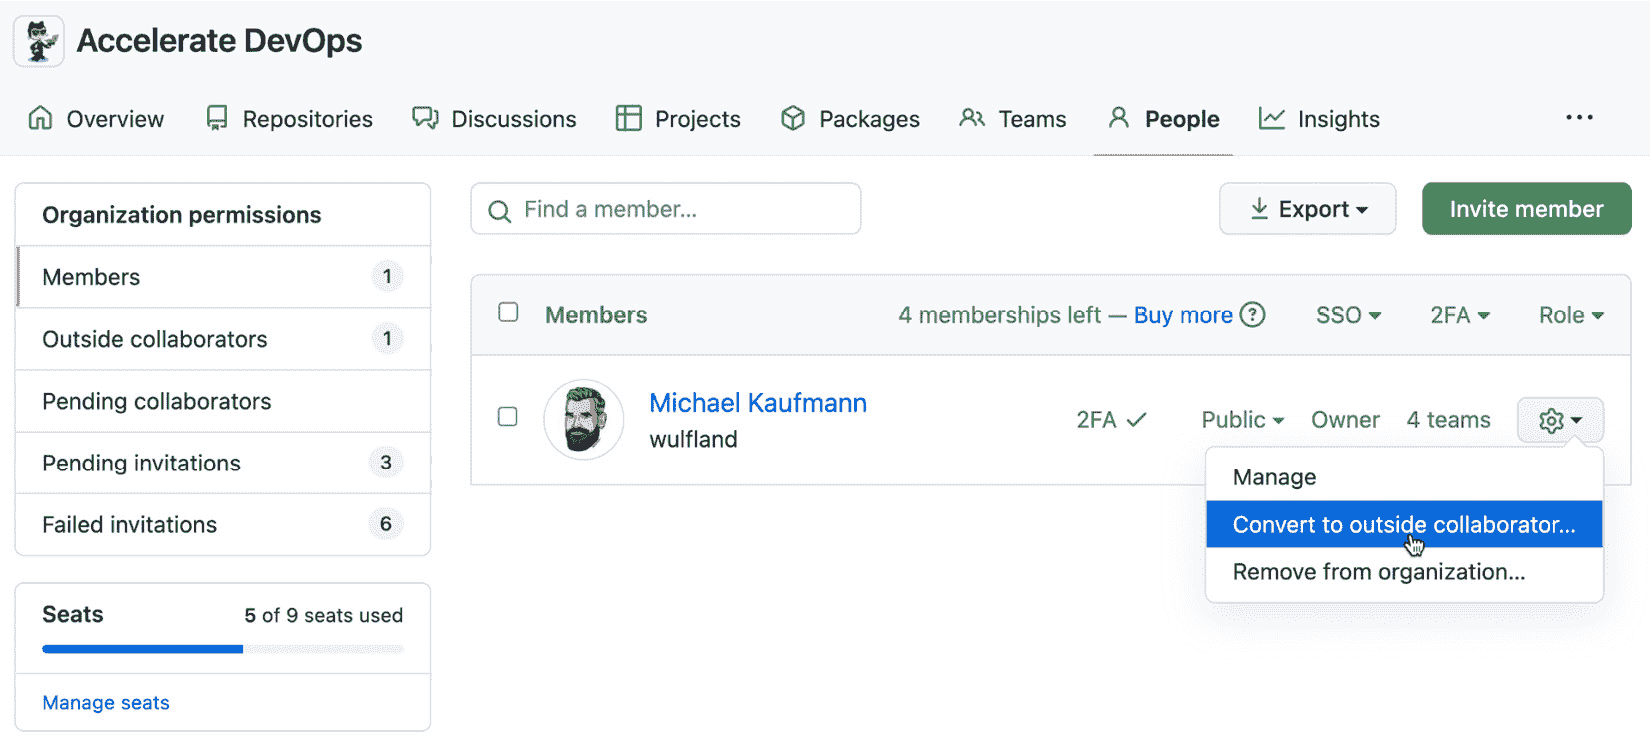 Accelerate DevOps
Overview Repositories Discussions Projects Packages Teams People Insights ...
Organization permissions
Members 1
Outside collaborators 1
Pending collaborators
Pending invitations 3
Failed invitations 6
Seats 5 of 9 seats used
Manage seats
Find a member... Export Invite member
Members 4 memberships left — Buy more ? SSO 2FA Role
Michael Kaufmann
wulfland
2FA ✓ Public Owner 4 teams
Manage
Convert to outside collaborator...
Remove from organization...